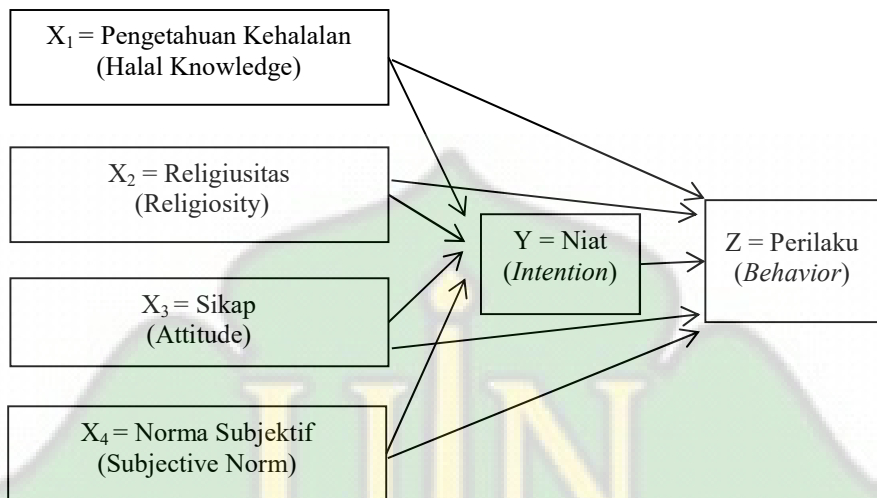 X₁ = Pengetahuan Kehalalan
(Halal Knowledge)
X₂ = Religiusitas
(Religiosity)
Y = Niat
(Intention)
Z = Perilaku
(Behavior)
X₃ = Sikap
(Attitude)
X₄ = Norma Subjektif
(Subjective Norm)
UIN